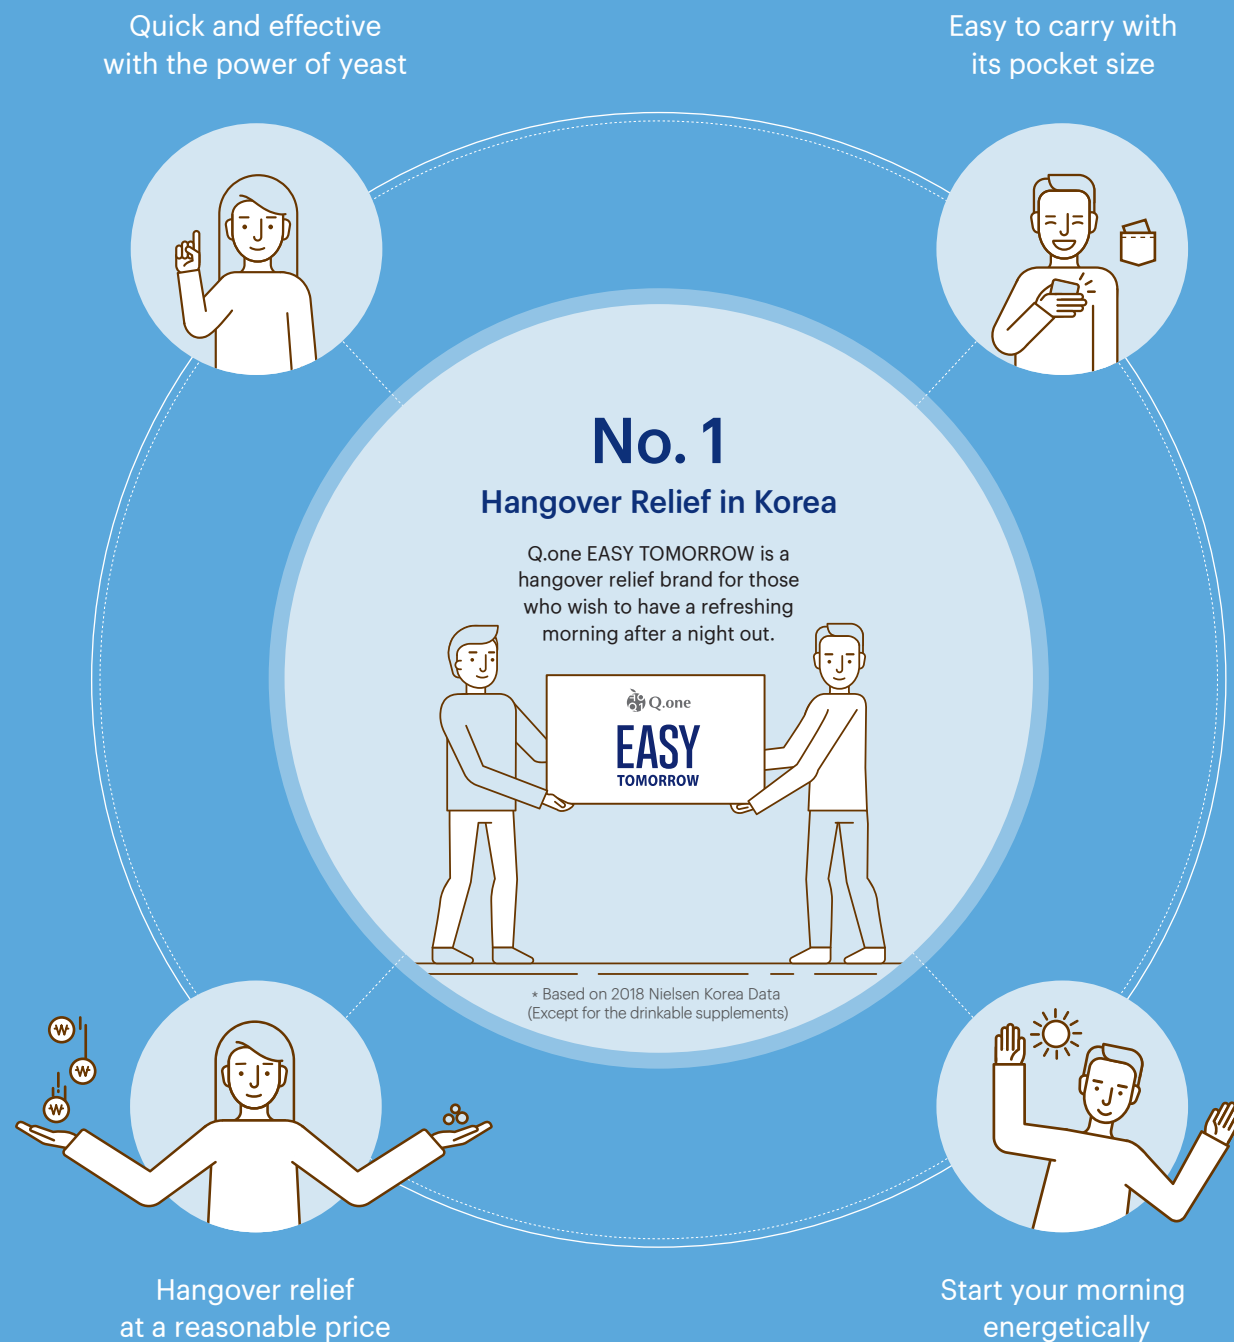 Quick and effective
with the power of yeast
Easy to carry with
its pocket size
No. 1
Hangover Relief in Korea
Q.one EASY TOMORROW is a
hangover relief brand for those
who wish to have a refreshing
morning after a night out.
Q.one
EASY
TOMORROW
* Based on 2018 Nielsen Korea Data
(Except for the drinkable supplements)
₩
₩
₩
Hangover relief
at a reasonable price
Start your morning
energetically